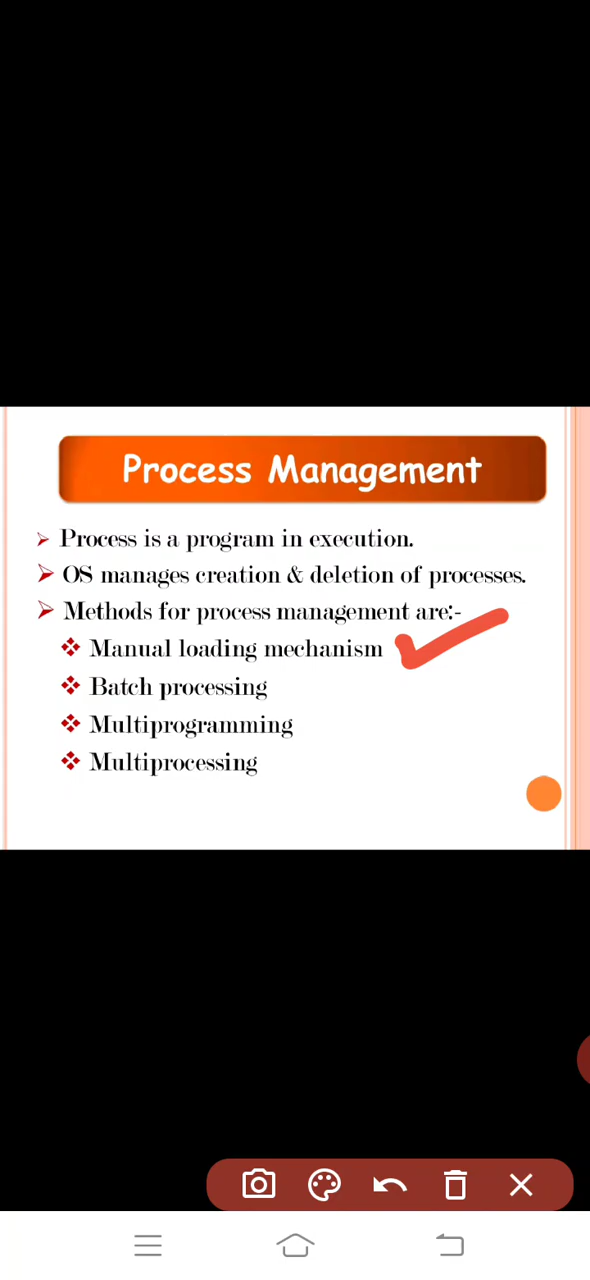 Process Management
Process is a program in execution.
OS manages creation & deletion of processes.
Methods for process management are:-
Manual loading mechanism
Batch processing
Multiprogramming
Multiprocessing